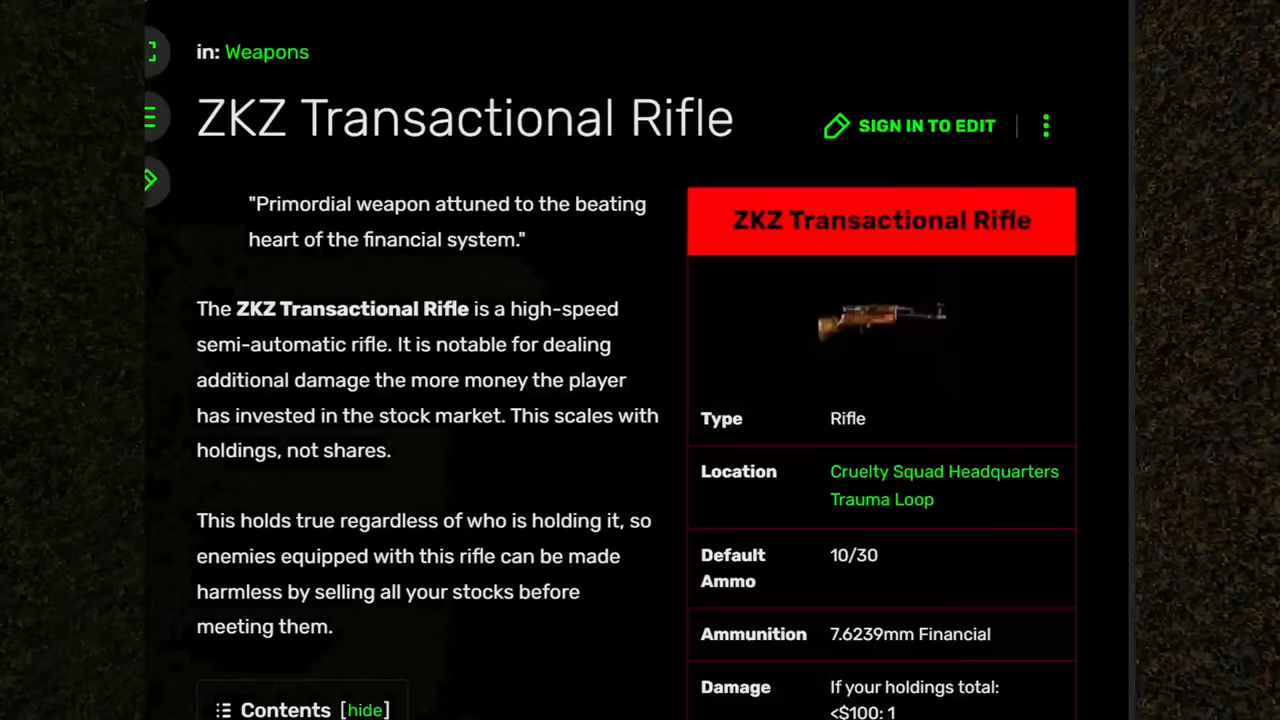 in: Weapons
ZKZ Transactional Rifle
SIGN IN TO EDIT
"Primordial weapon attuned to the beating
heart of the financial system."
The ZKZ Transactional Rifle is a high-speed
semi-automatic rifle. It is notable for dealing
additional damage the more money the player
has invested in the stock market. This scales with
holdings, not shares.
This holds true regardless of who is holding it, so
enemies equipped with this rifle can be made
harmless by selling all your stocks before
meeting them.
Contents [hide]
ZKZ Transactional Rifle
Type Rifle
Location Cruelty Squad Headquarters
Trauma Loop
Default Ammo 10/30
Ammunition 7.6239mm Financial
Damage If your holdings total:
<$100: 1